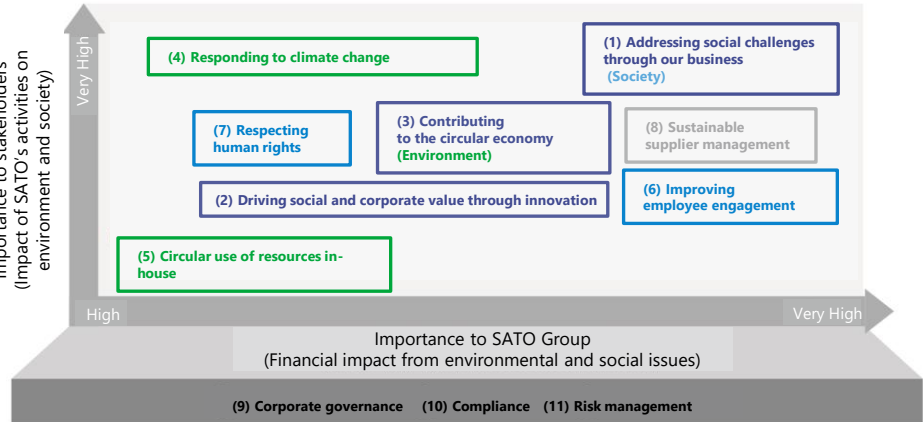 Very High
Importance to stakeholders
(Impact of SATO's activities on
environment and society)
(4) Responding to climate change
(1) Addressing social challenges
through our business
(Society)
(7) Respecting
human rights
(3) Contributing
to the circular economy
(Environment)
(8) Sustainable
supplier management
(2) Driving social and corporate value through innovation
(6) Improving
employee engagement
(5) Circular use of resources in-
house
High
Very High
Importance to SATO Group
(Financial impact from environmental and social issues)
(9) Corporate governance (10) Compliance (11) Risk management